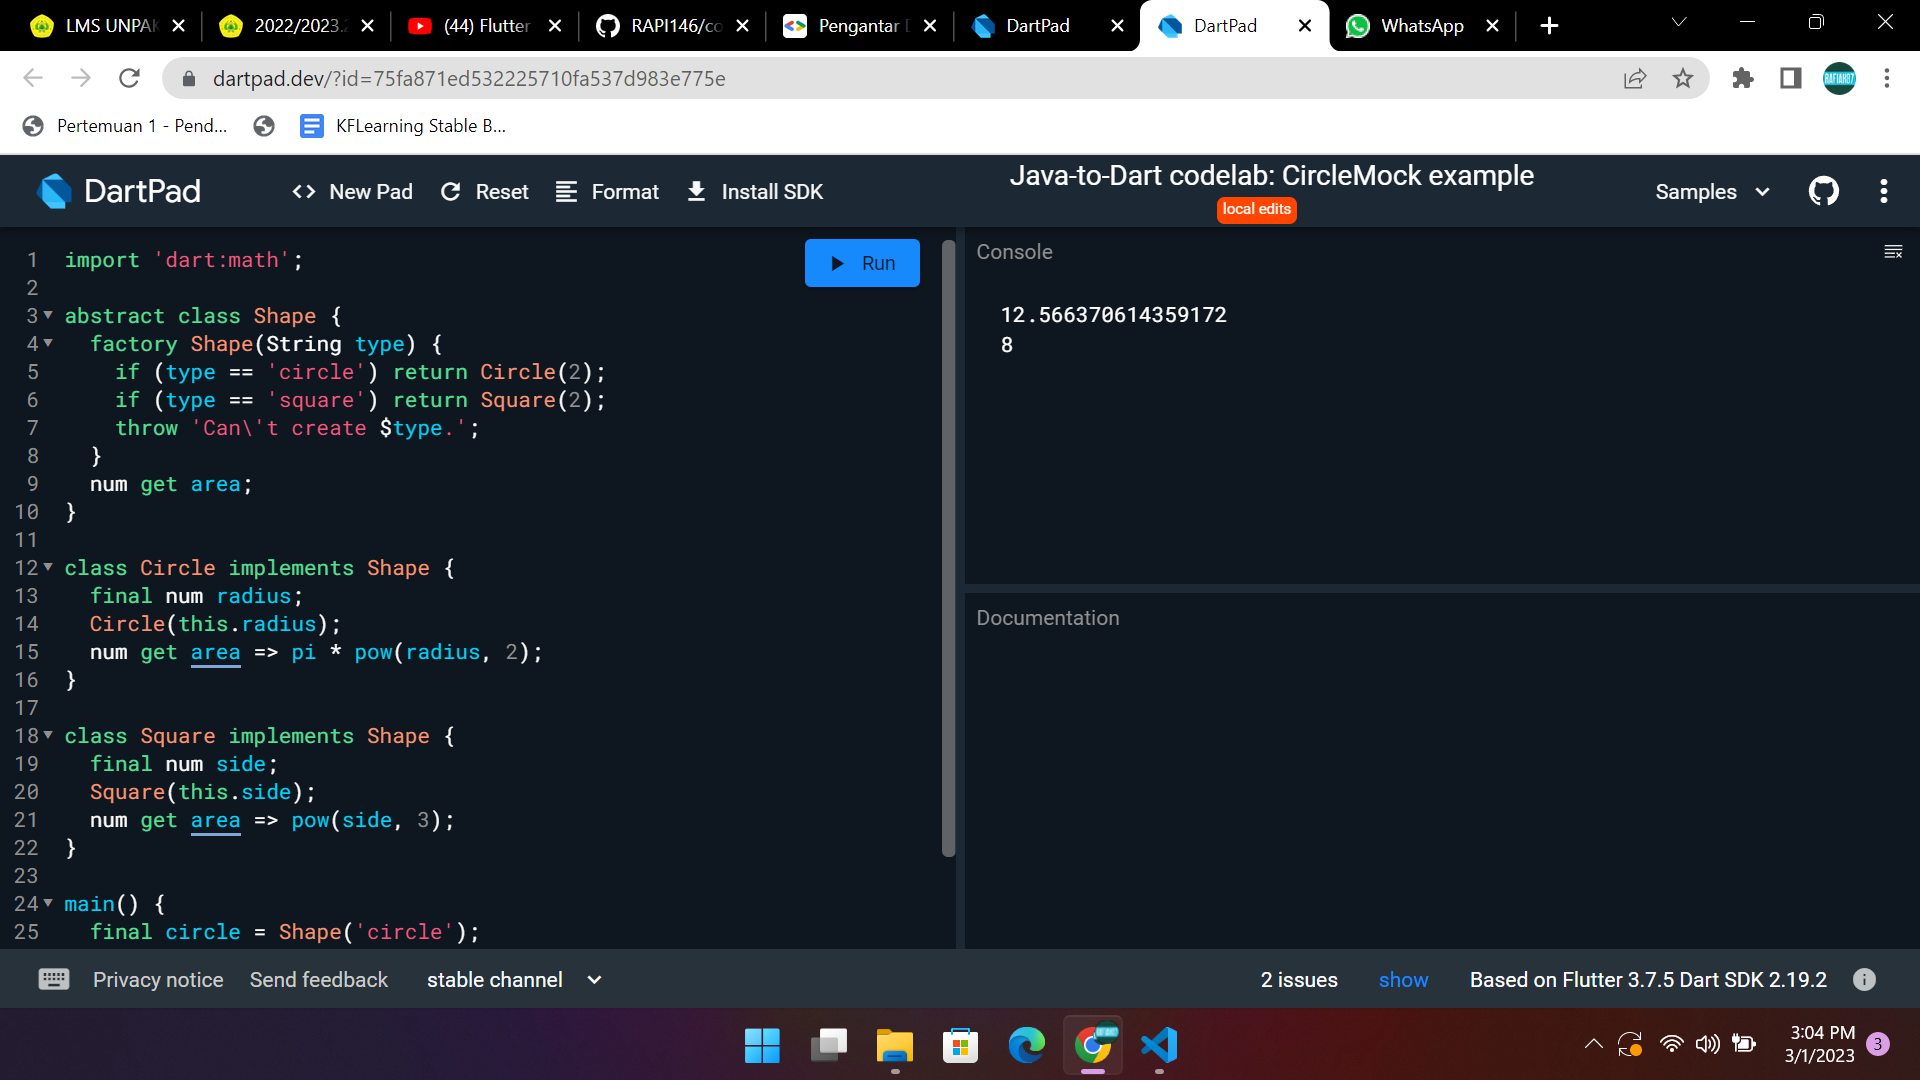 LMS UNPAK
2022/2023.
(44) Flutter
RAPI146/co
Pengantar D
DartPad
DartPad
WhatsApp
dartpad.dev/?id=75fa871ed532225710fa537d983e775e
Pertemuan 1 - Pend...
KFLearning Stable B...
DartPad
New Pad
Reset
Format
Install SDK
Java-to-Dart codelab: CircleMock example
local edits
Samples
Run
1 import 'dart:math';
2
3 abstract class Shape {
4 factory Shape(String type) {
5 if (type == 'circle') return Circle(2);
6 if (type == 'square') return Square(2);
7 throw 'Can\'t create $type.';
8 }
9 num get area;
10 }
11
12 class Circle implements Shape {
13 final num radius;
14 Circle(this.radius);
15 num get area => pi * pow(radius, 2);
16 }
17
18 class Square implements Shape {
19 final num side;
20 Square(this.side);
21 num get area => pow(side, 3);
22 }
23
24 main() {
25 final circle = Shape('circle');
Console
12.566370614359172
8
Documentation
Privacy notice
Send feedback
stable channel
2 issues
show
Based on Flutter 3.7.5 Dart SDK 2.19.2
3:04 PM
3/1/2023
3